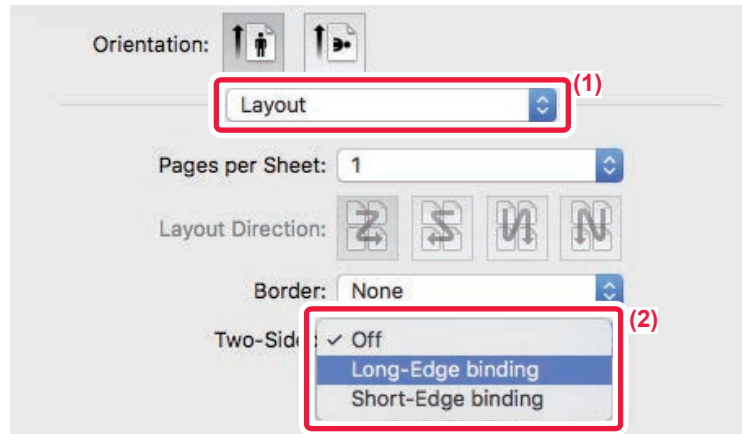 Orientation:
(1)
Layout
Pages per Sheet: 1
Layout Direction:
Border: None
(2)
Two-Side : ✓ Off
Long-Edge binding
Short-Edge binding